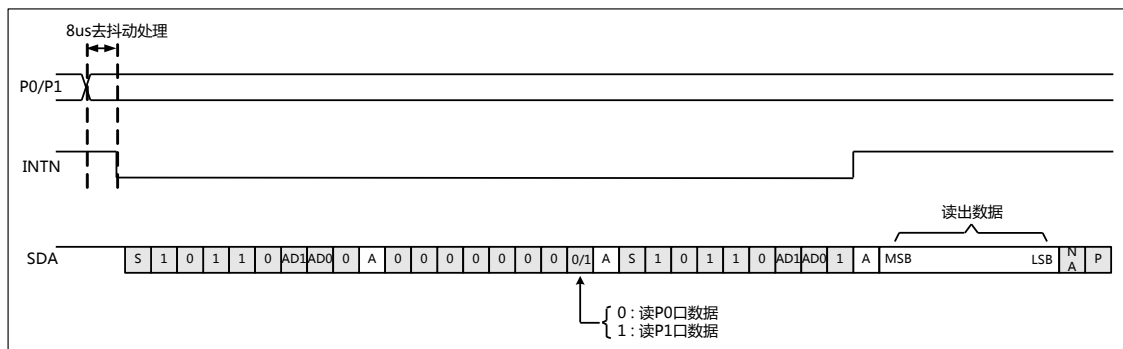 8us去抖动处理
P0/P1
INTN
读出数据
SDA S 1 0 1 1 0 AD1 AD0 0 A 0 0 0 0 0 0 0 0/1 A S 1 0 1 1 0 AD1 AD0 1 A MSB LSB NA P
0 : 读P0口数据
1 : 读P1口数据